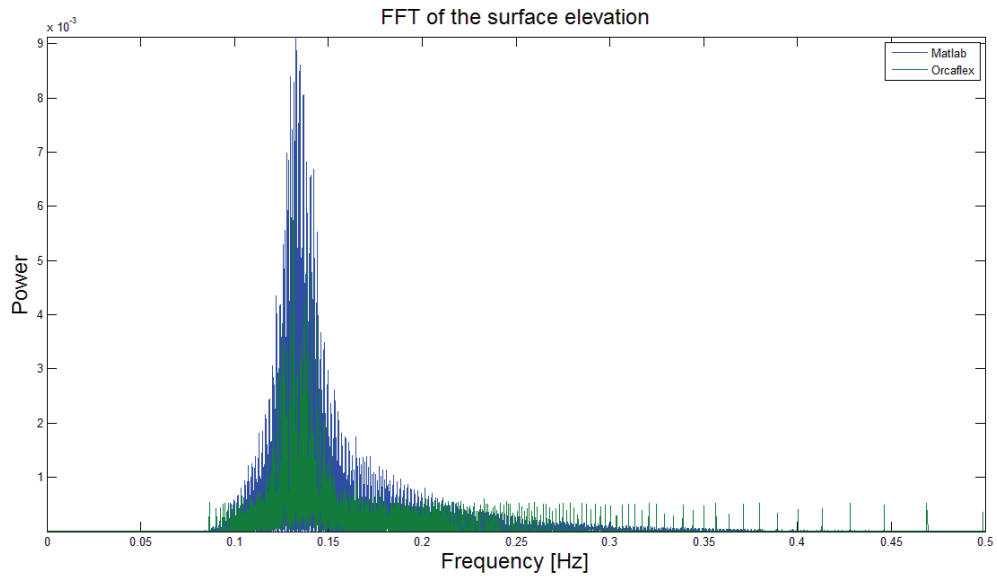 FFT of the surface elevation
x 10⁻³
Matlab
Orcaflex
9
8
7
6
5
4
3
2
1
Power
0 0.05 0.1 0.15 0.2 0.25 0.3 0.35 0.4 0.45 0.5
Frequency [Hz]